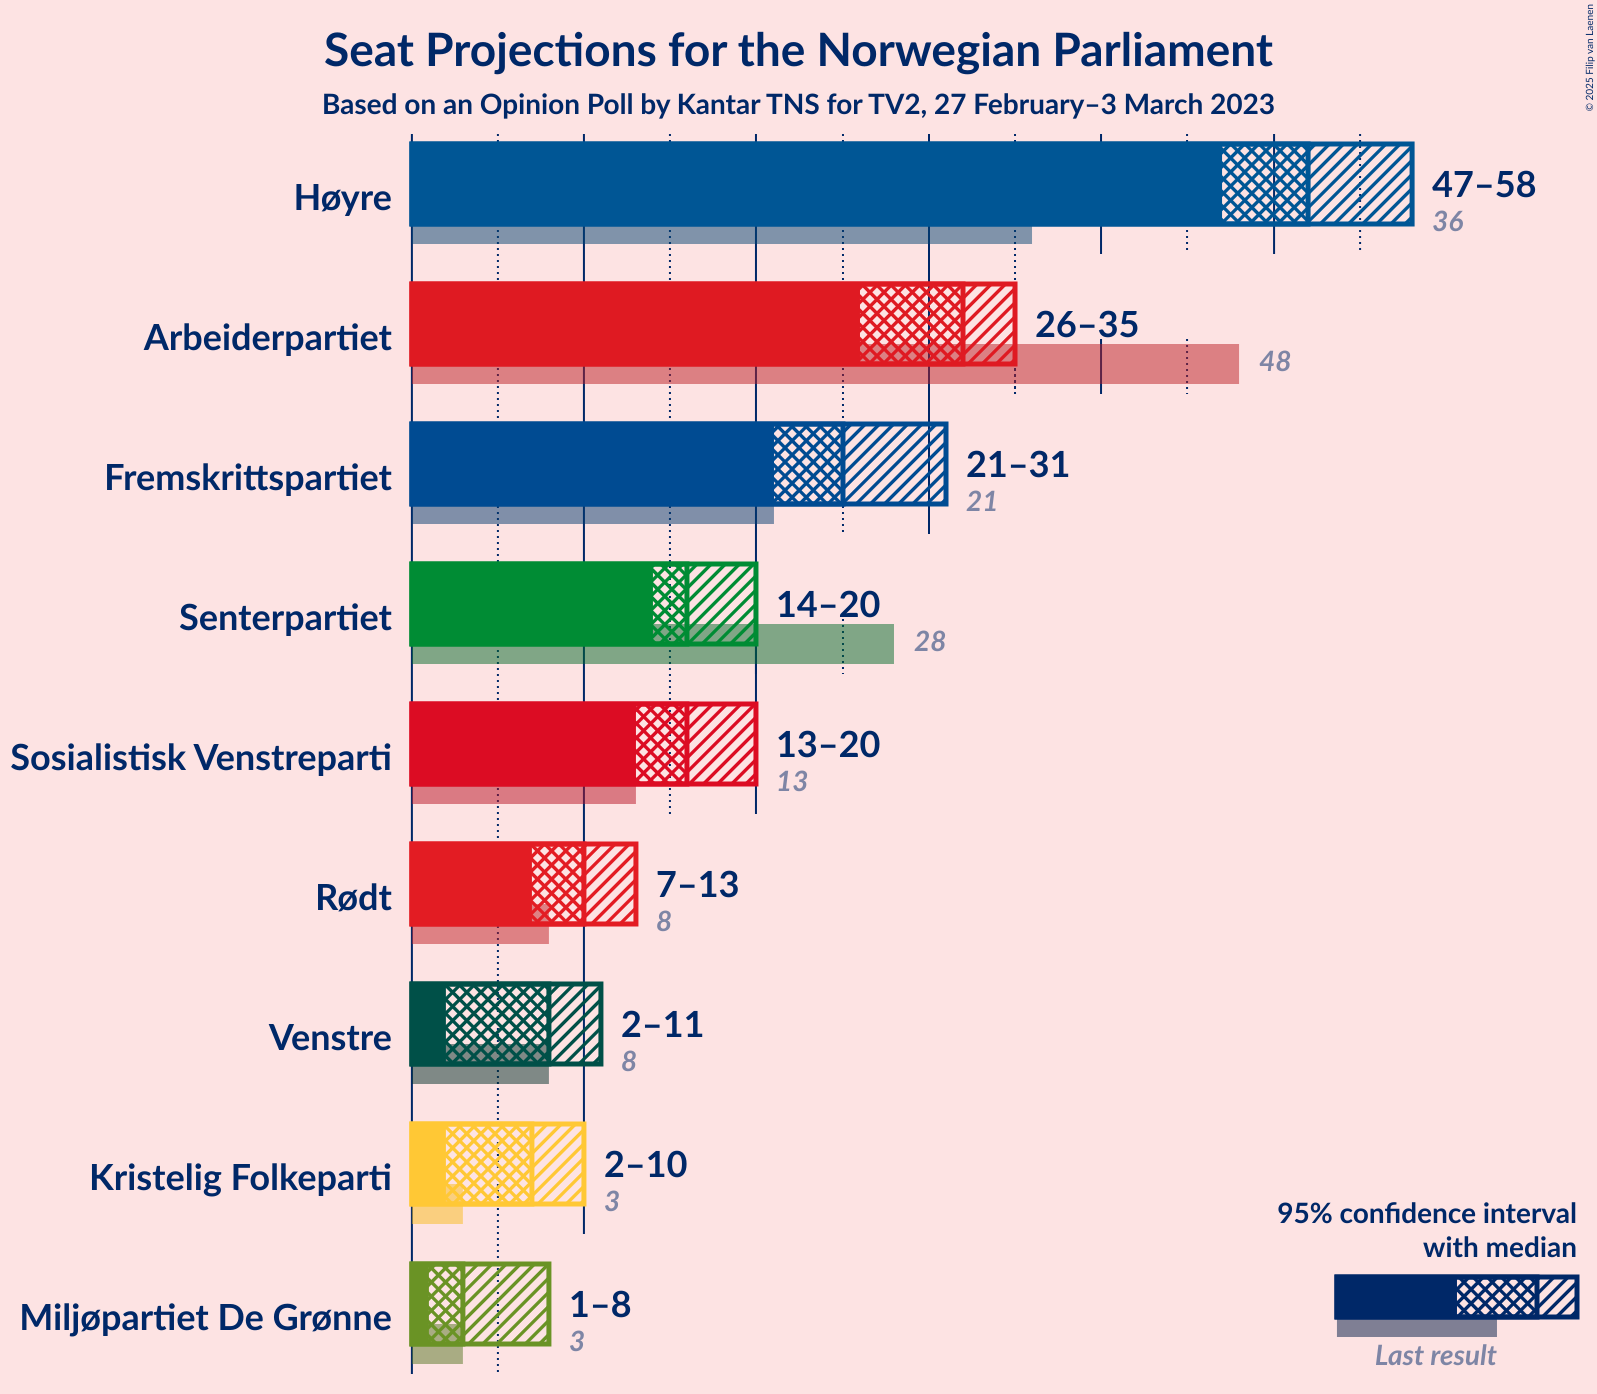 Seat Projections for the Norwegian Parliament
Based on an Opinion Poll by Kantar TNS for TV2, 27 February–3 March 2023
© 2025 Filip van Laenen
Høyre
47–58
36
Arbeiderpartiet
26–35
48
Fremskrittspartiet
21–31
21
Senterpartiet
14–20
28
Sosialistisk Venstreparti
13–20
13
Rødt
7–13
8
Venstre
2–11
8
Kristelig Folkeparti
2–10
3
Miljøpartiet De Grønne
1–8
3
95% confidence interval
with median
Last result